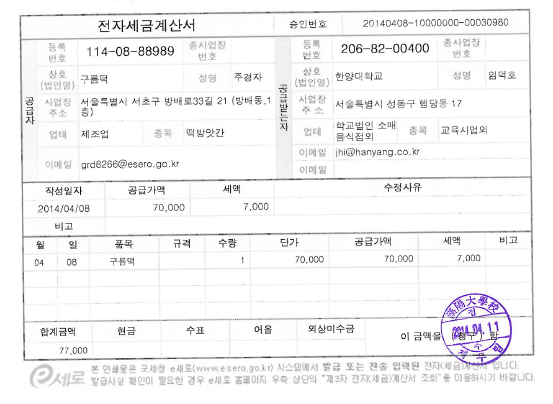 전자세금계산서 승인번호 20140408-10000000-00030980
공급자
등록번호 114-08-88989 종사업장번호
상호(법인명) 구름떡 성명 주경자
사업장주소 서울특별시 서초구 방배로33길 21 (방배동,1층)
업태 제조업 종목 떡방앗간
이메일 grd8266@esero.go.kr
공급받는자
등록번호 206-82-00400 종사업장번호
상호(법인명) 한양대학교 성명 임덕호
사업장주소 서울특별시 성동구 행당동 17
업태 학교법인 소매음식점외 종목 교육사업외
이메일 jhi@hanyang.co.kr
이메일
작성일자 공급가액 세액 수정사유
2014/04/08 70,000 7,000
비고
월 일 품목 규격 수량 단가 공급가액 세액 비고
04 08 구름떡 1 70,000 70,000 7,000
합계금액 현금 수표 어음 외상미수금 이 금액을 함
77,000
漢陽大學校
2014.04.11
e세로 본 인쇄물은 국세청 e세로(www.esero.go.kr) 시스템에서 발급 또는 전송 입력된 전자(세금)계산서 입니다.
발급사실 확인이 필요한 경우 e세로 홈페이지 우측 상단의 "제3자 전자(세금)계산서 조회"를 이용하시기 바랍니다.